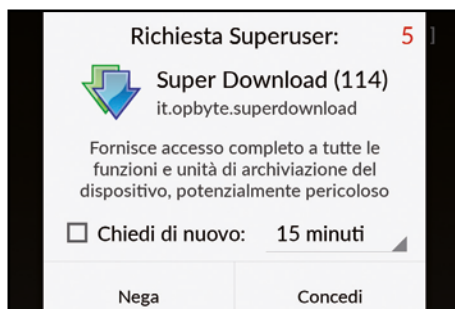 Richiesta Superuser: 5 ]
Super Download (114)
it.opbyte.superdownload
Fornisce accesso completo a tutte le
funzioni e unità di archiviazione del
dispositivo, potenzialmente pericoloso
Chiedi di nuovo: 15 minuti
Nega Concedi